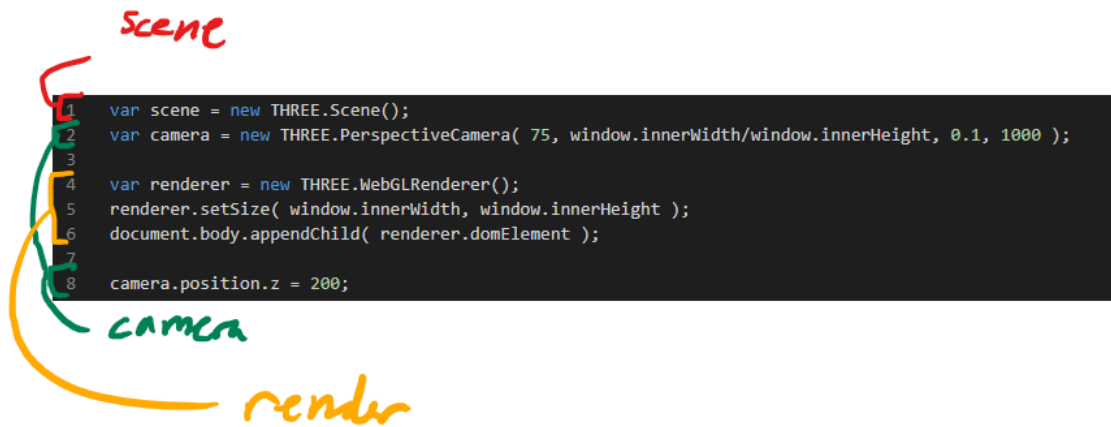 scene
1 var scene = new THREE.Scene();
2 var camera = new THREE.PerspectiveCamera( 75, window.innerWidth/window.innerHeight, 0.1, 1000 );
3
4 var renderer = new THREE.WebGLRenderer();
5 renderer.setSize( window.innerWidth, window.innerHeight );
6 document.body.appendChild( renderer.domElement );
7
8 camera.position.z = 200;
camera
render